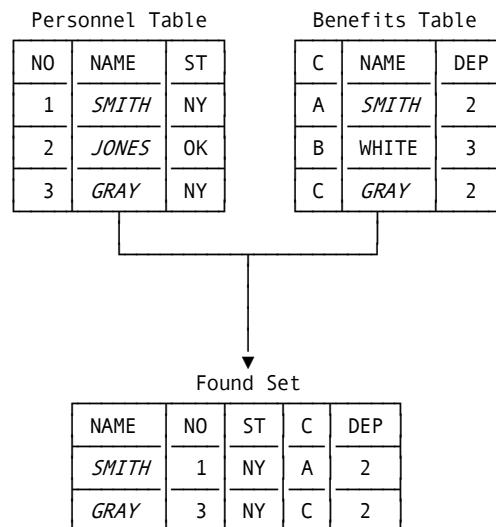 Personnel Table Benefits Table
NO NAME ST C NAME DEP
1 SMITH NY A SMITH 2
2 JONES OK B WHITE 3
3 GRAY NY C GRAY 2
Found Set
NAME NO ST C DEP
SMITH 1 NY A 2
GRAY 3 NY C 2